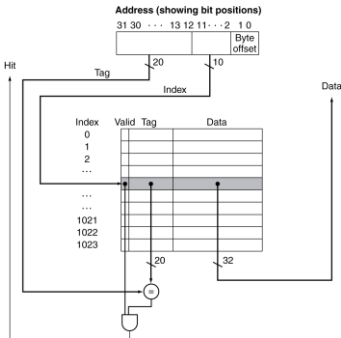 Address (showing bit positions)
31 30 ··· 13 12 11···2 1 0
Byte
offset
Hit
20
10
Tag
Index
Data
Index Valid Tag Data
0
1
2
...
...
...
1021
1022
1023
20
32
=